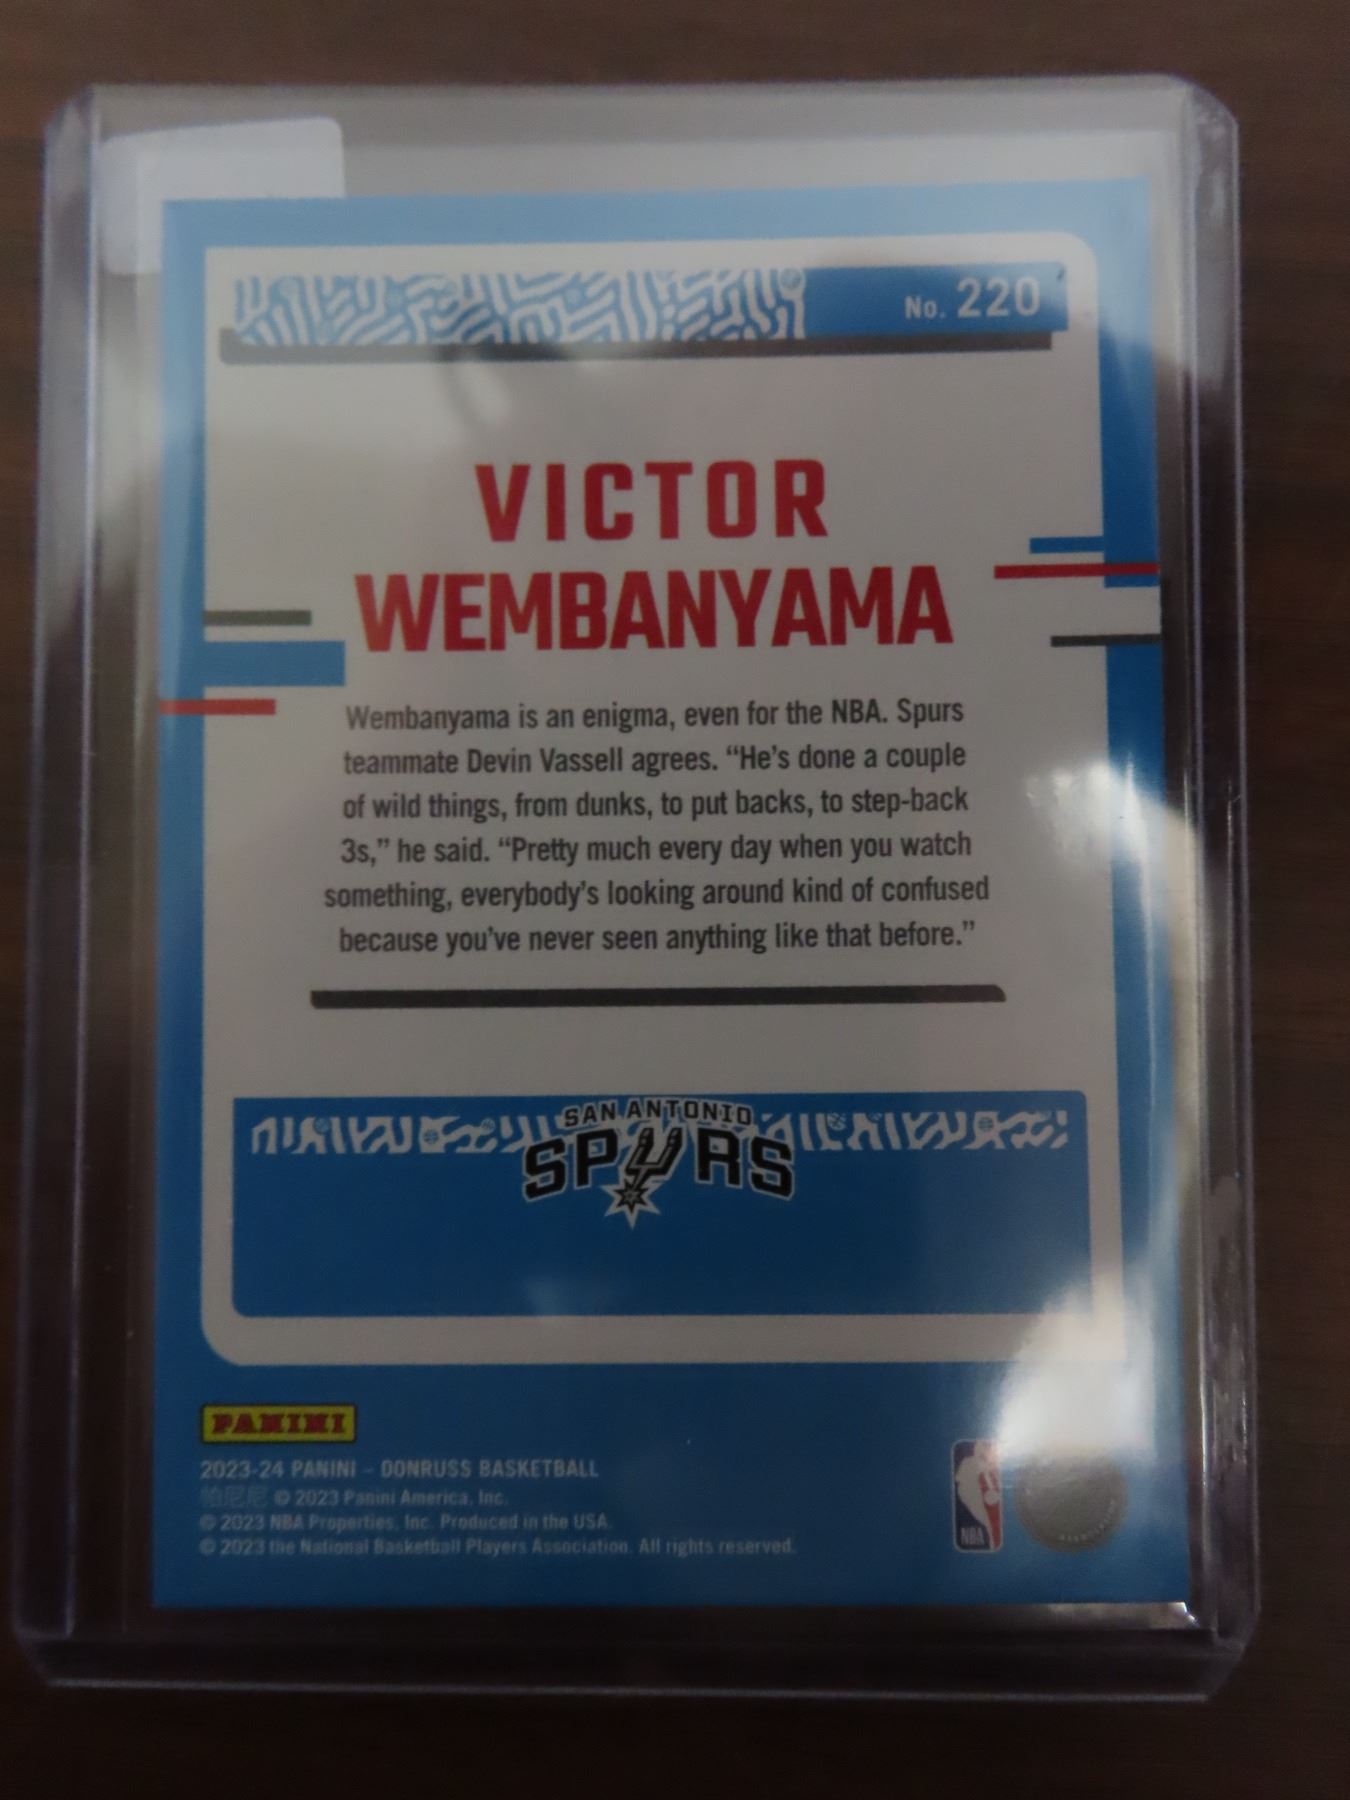 No. 220
VICTOR
WEMBANYAMA
Wembanyama is an enigma, even for the NBA. Spurs
teammate Devin Vassell agrees. “He’s done a couple
of wild things, from dunks, to put backs, to step-back
3s,” he said. “Pretty much every day when you watch
something, everybody’s looking around kind of confused
because you’ve never seen anything like that before.”
SAN ANTONIO
SPURS
PANINI
2023-24 PANINI – DONRUSS BASKETBALL
帕尼尼 © 2023 Panini America, Inc.
© 2023 NBA Properties, Inc. Produced in the USA.
© 2023 the National Basketball Players Association. All rights reserved.
NBA